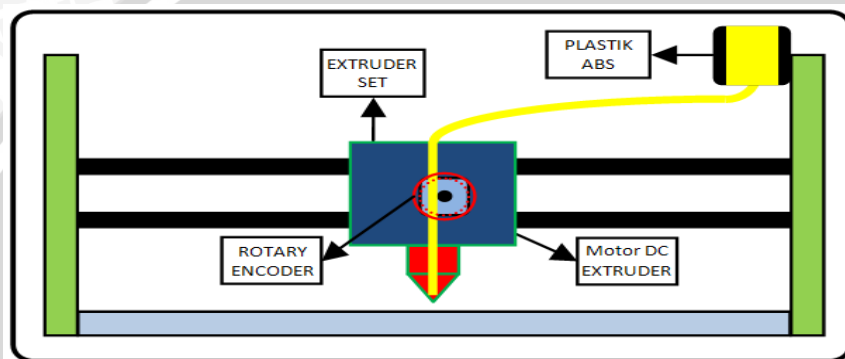 PLASTIK
ABS
EXTRUDER
SET
ROTARY
ENCODER
Motor DC
EXTRUDER